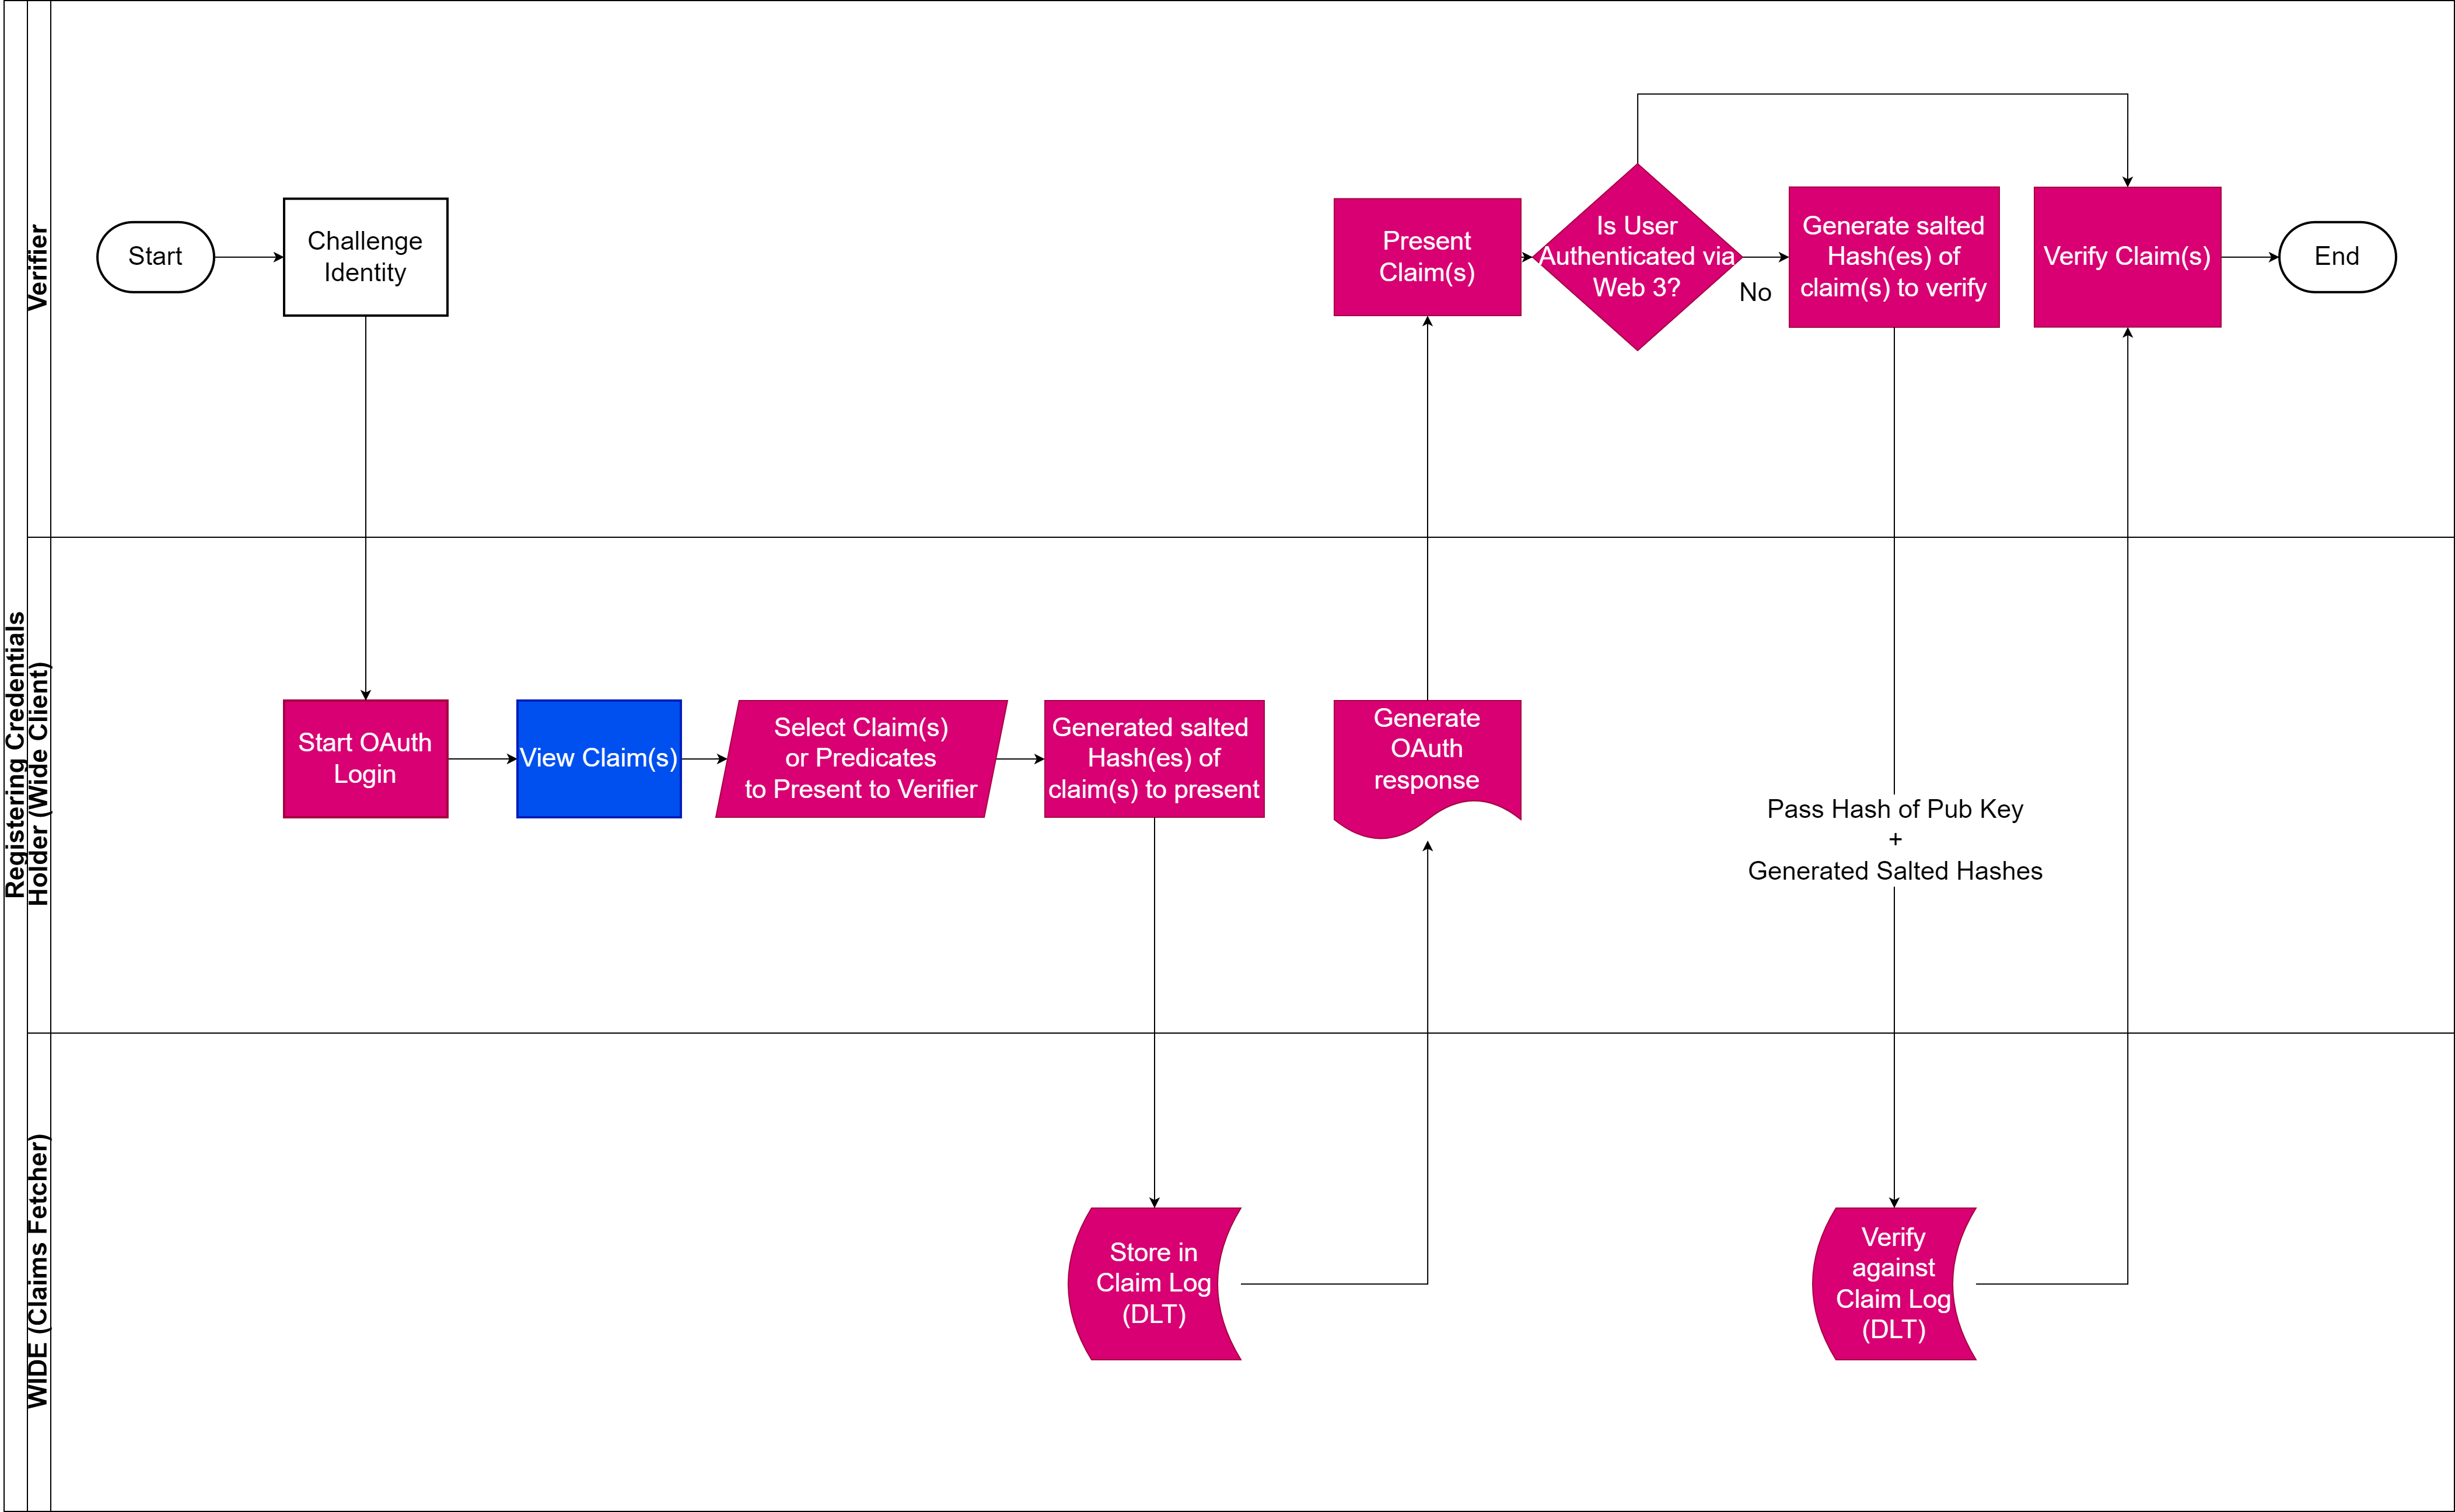 Registering Credentials
Verifier
Start
Challenge
Identity
Present
Claim(s)
Is User
Authenticated via
Web 3?
No
Generate salted
Hash(es) of
claim(s) to verify
Verify Claim(s)
End
Holder (Wide Client)
Start OAuth
Login
View Claim(s)
Select Claim(s)
or Predicates
to Present to Verifier
Generated salted
Hash(es) of
claim(s) to present
Generate
OAuth
response
Pass Hash of Pub Key
+
Generated Salted Hashes
WIDE (Claims Fetcher)
Store in
Claim Log
(DLT)
Verify
against
Claim Log
(DLT)